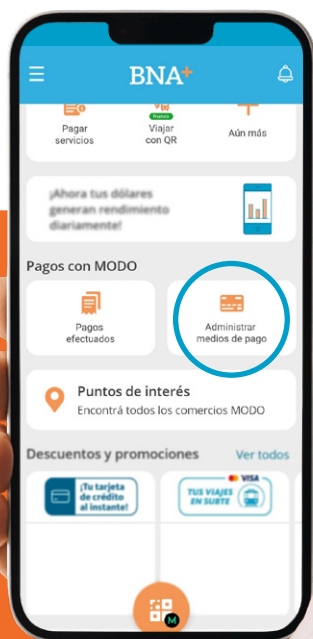 BNA+
Pagar
servicios
Nuevo
Viajar
con QR
Aún más
¡Ahora tus dólares
generan rendimiento
diariamente!
Pagos con MODO
Pagos
efectuados
Administrar
medios de pago
Puntos de interés
Encontrá todos los comercios MODO
Descuentos y promociones
Ver todos
¡Tu tarjeta
de crédito
al instante!
VISA
TUS VIAJES
EN SUBTE
M